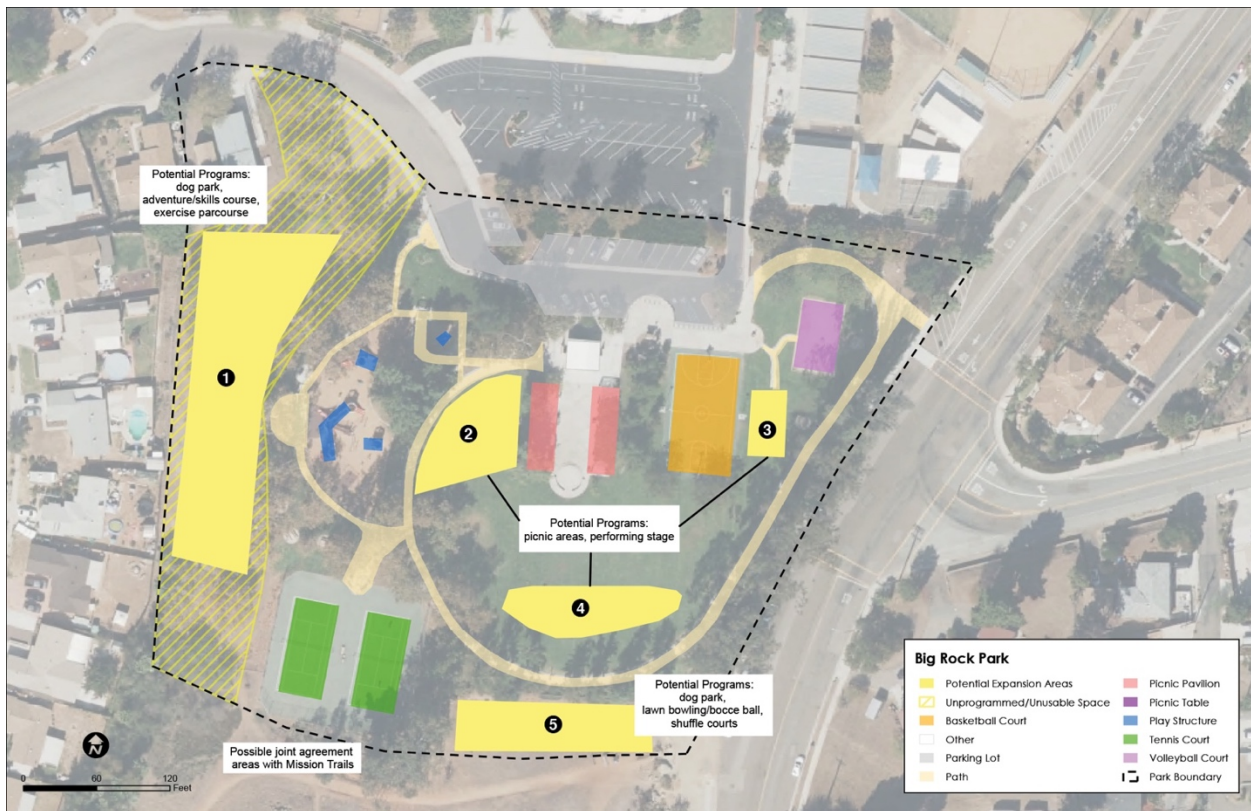 Potential Programs:
dog park,
adventure/skills course,
exercise parcourse
1
2
3
Potential Programs:
picnic areas, performing stage
4
Potential Programs:
dog park,
lawn bowling/bocce ball,
shuffle courts
5
Possible joint agreement
areas with Mission Trails
N
0 60 120
Feet
Big Rock Park
Potential Expansion Areas
Unprogrammed/Unusable Space
Basketball Court
Other
Parking Lot
Path
Picnic Pavilion
Picnic Table
Play Structure
Tennis Court
Volleyball Court
Park Boundary